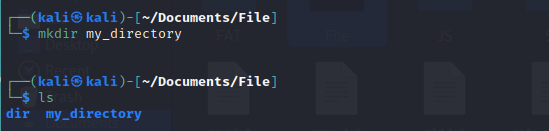 ┌──(kali㉿kali)-[~/Documents/File]
└─$ mkdir my_directory
┌──(kali㉿kali)-[~/Documents/File]
└─$ ls
dir  my_directory